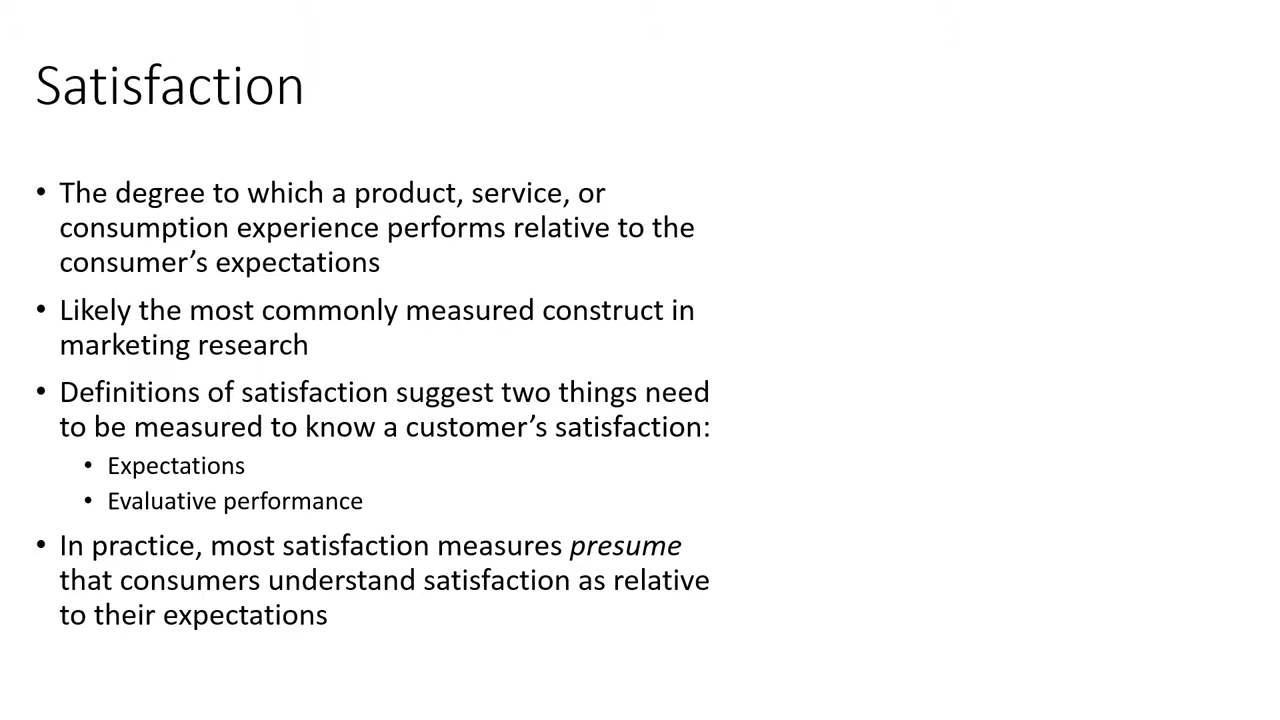 Satisfaction
• The degree to which a product, service, or
consumption experience performs relative to the
consumer’s expectations
• Likely the most commonly measured construct in
marketing research
• Definitions of satisfaction suggest two things need
to be measured to know a customer’s satisfaction:
• Expectations
• Evaluative performance
• In practice, most satisfaction measures presume
that consumers understand satisfaction as relative
to their expectations